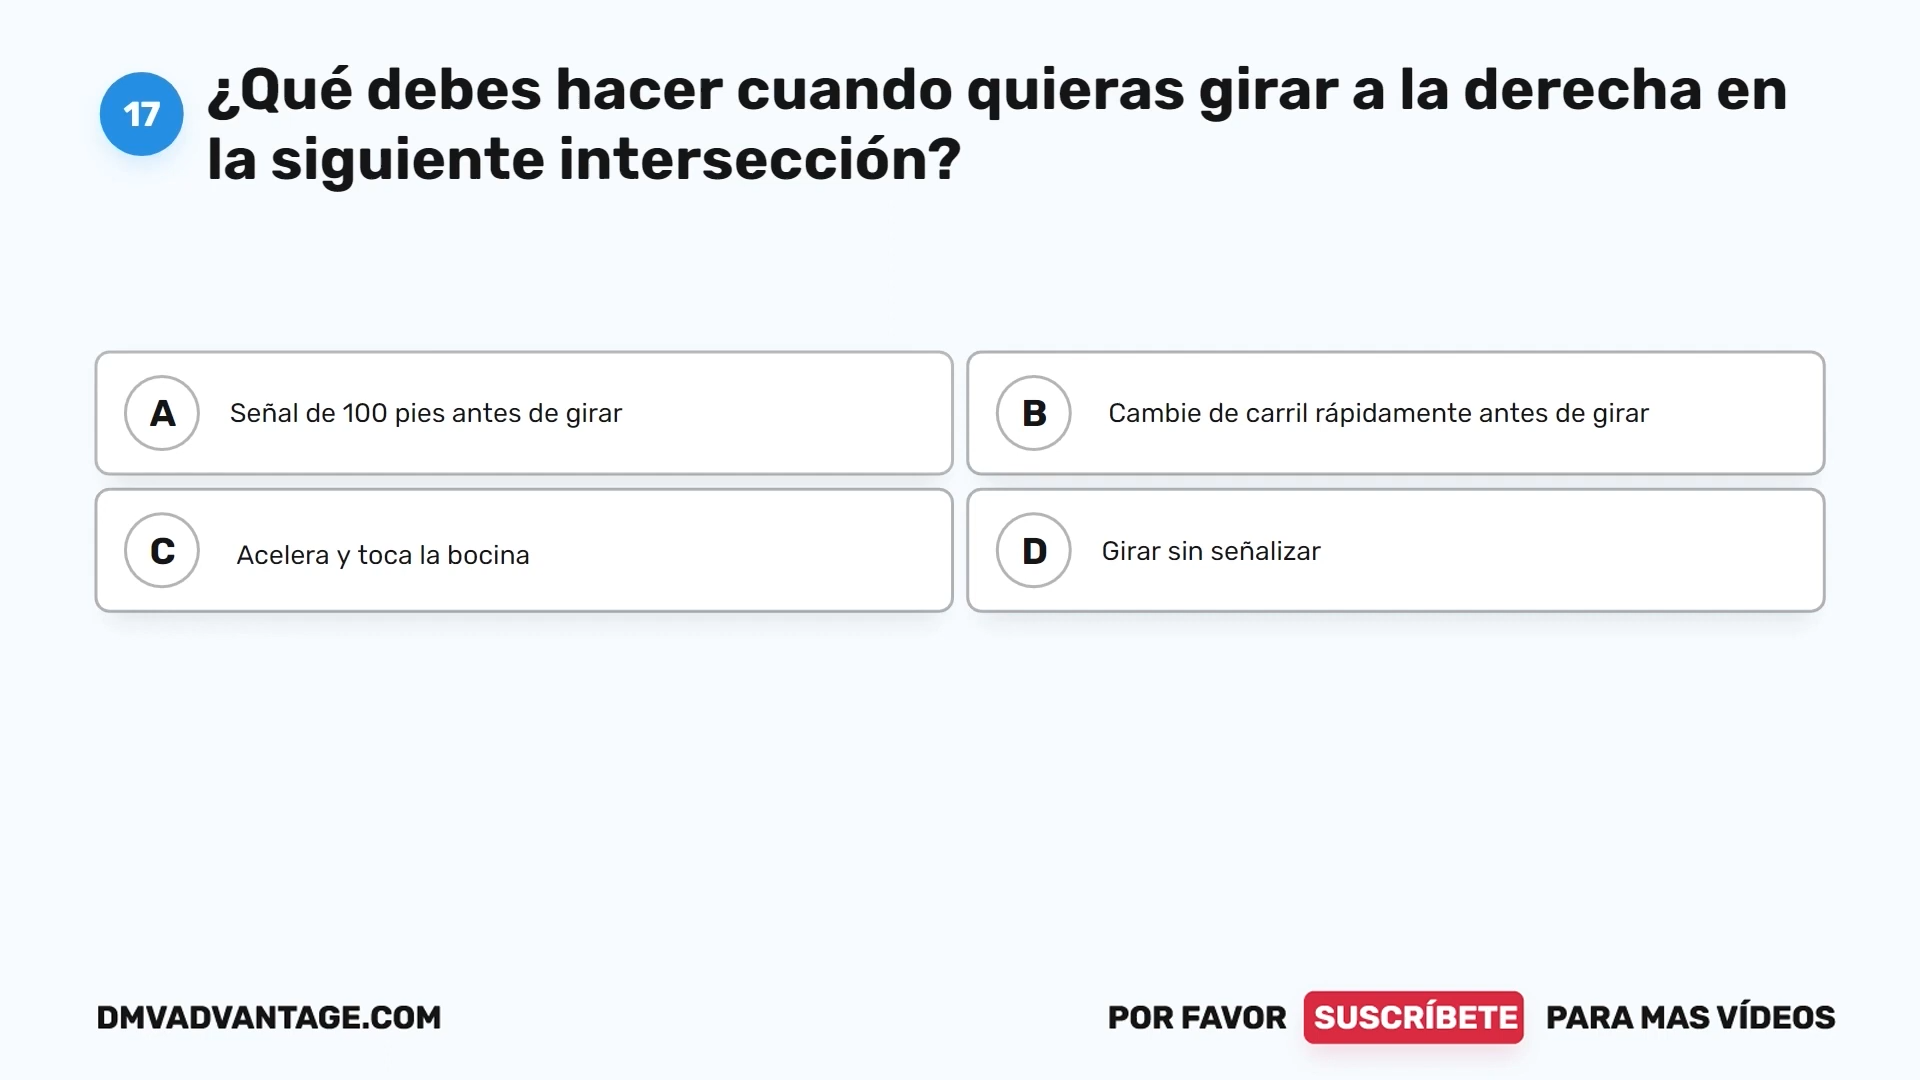 17
¿Qué debes hacer cuando quieras girar a la derecha en
la siguiente intersección?
A Señal de 100 pies antes de girar
B Cambie de carril rápidamente antes de girar
C Acelera y toca la bocina
D Girar sin señalizar
DMVADVANTAGE.COM
POR FAVOR SUSCRÍBETE PARA MAS VÍDEOS